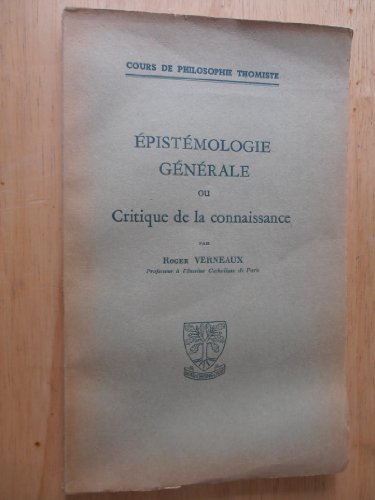 COURS DE PHILOSOPHIE THOMISTE
ÉPISTÉMOLOGIE
GÉNÉRALE
ou
Critique de la connaissance
PAR
ROGER VERNEAUX
Professeur à l'Institut Catholique de Paris